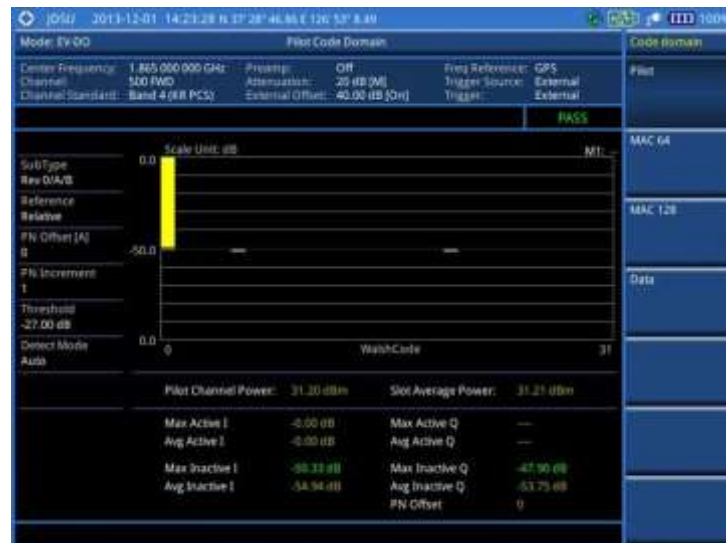 JDSU 2013-12-01 14:23:28 N 37° 28' 46.86 E 126° 53' 8.49
100
Mode: EV-DO Pilot Code Domain Code domain
Center Frequency: 1.865 000 000 GHz Preamp: Off Freq Reference: GPS
Channel: 500 FWD Attenuation: 20 dB [M] Trigger Source: External
Channel Standard: Band 4 (KR PCS) External Offset: 40.00 dB [On] Trigger: External
Pilot
PASS
Scale Unit: dB M1: --
MAC 64
0.0
SubType
Rev 0/A/B
Reference
Relative
MAC 128
PN Offset [A]
0
-50.0
PN Increment
1
Data
Threshold
-27.00 dB
Detect Mode
Auto
0.0
0 WalshCode 31
Pilot Channel Power: 31.20 dBm Slot Average Power: 31.21 dBm
Max Active I -0.00 dB Max Active Q ---
Avg Active I -0.00 dB Avg Active Q ---
Max Inactive I -50.33 dB Max Inactive Q -47.90 dB
Avg Inactive I -54.94 dB Avg Inactive Q -53.75 dB
PN Offset 0